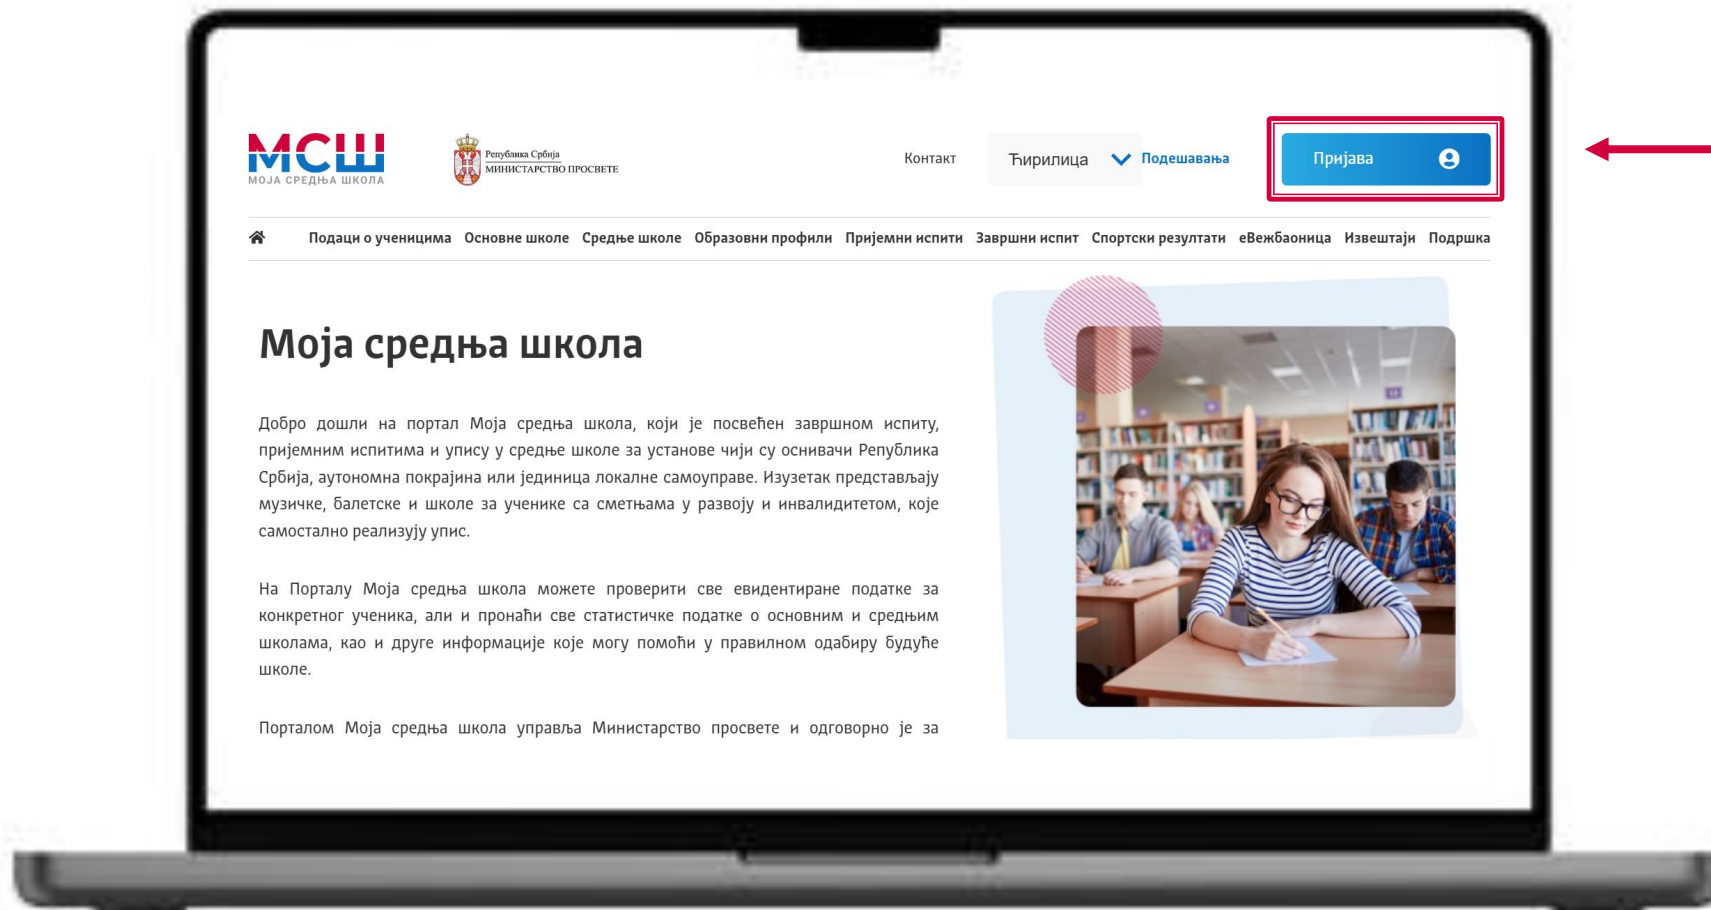 МСШ
МОЈА СРЕДЊА ШКОЛА
Република Србија
МИНИСТАРСТВО ПРОСВЕТЕ
Контакт
Ћирилица
Подешавања
Пријава
Подаци о ученицима Основне школе Средње школе Образовни профили Пријемни испити Завршни испит Спортски резултати еВежбаоница Извештаји Подршка
Моја средња школа
Добро дошли на портал Моја средња школа, који је посвећен завршном испиту,
пријемним испитима и упису у средње школе за установе чији су оснивачи Република
Србија, аутономна покрајина или јединица локалне самоуправе. Изузетак представљају
музичке, балетске и школе за ученике са сметњама у развоју и инвалидитетом, које
самостално реализују упис.
На Порталу Моја средња школа можете проверити све евидентиране податке за
конкретног ученика, али и пронаћи све статистичке податке о основним и средњим
школама, као и друге информације које могу помоћи у правилном одабиру будуће
школе.
Порталом Моја средња школа управља Министарство просвете и одговорно је за